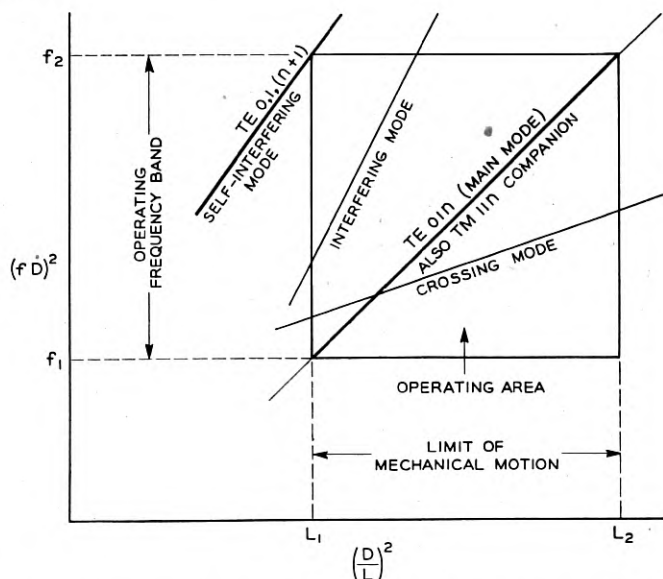 f₂
OPERATING
FREQUENCY BAND
(f D)²
f₁
TE 0,1,(n+1)
SELF-INTERFERING
MODE
INTERFERING MODE
TE 01n (MAIN MODE)
ALSO TM 11n COMPANION
CROSSING MODE
OPERATING AREA
LIMIT OF
MECHANICAL MOTION
L₁
L₂
(D/L)²